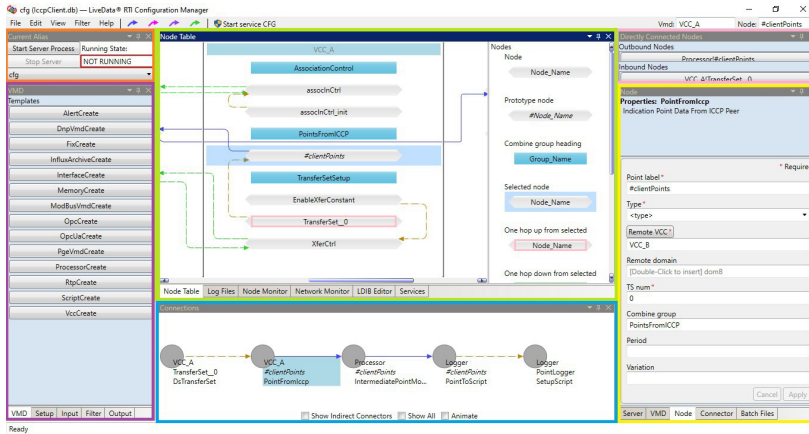 cfg (IccpClient.db) — LiveData® RTI Configuration Manager
File Edit View Filter Help Start service CFG Vmd: VCC_A Node: #clientPoints
Current Alias
Start Server Process Running State:
Stop Server NOT RUNNING
cfg
VMD
Templates
AlertCreate
DnpVmdCreate
FixCreate
InfluxArchiveCreate
InterfaceCreate
MemoryCreate
ModBusVmdCreate
OpcCreate
OpcUaCreate
PgeVmdCreate
ProcessorCreate
RtpCreate
ScriptCreate
VccCreate
VMD Setup Input Filter Output
Ready
Node Table
VCC_A
AssociationControl
assocInCtrl
assocInCtrl_init
PointsFromICCP
#clientPoints
TransferSetSetup
EnableXferConstant
TransferSet__0
XferCtrl
Nodes
Node
Node_Name
Prototype node
#Node_Name
Combine group heading
Group_Name
Selected node
Node_Name
One hop up from selected
Node_Name
One hop down from selected
Node Table Log Files Node Monitor Network Monitor LDIB Editor Services
Connections
VCC_A
TransferSet__0
DsTransferSet
VCC_A
#clientPoints
PointFromIccp
Processor
#clientPoints
IntermediatePointMo...
Logger
#clientPoints
PointToScript
Logger
PointLogger
SetupScript
Show Indirect Connectors Show All Animate
Directly Connected Nodes
Outbound Nodes
Processor!#clientPoints
Inbound Nodes
VCC_A!TransferSet__0
Node
Properties: PointFromIccp
Indication Point Data From ICCP Peer
* Require
Point label *
#clientPoints
Type *
<type>
Remote VCC *
VCC_B
Remote domain
[Double-Click to insert] domB
TS num *
0
Combine group
PointsFromICCP
Period
Variation
Cancel Apply
Server VMD Node Connector Batch Files